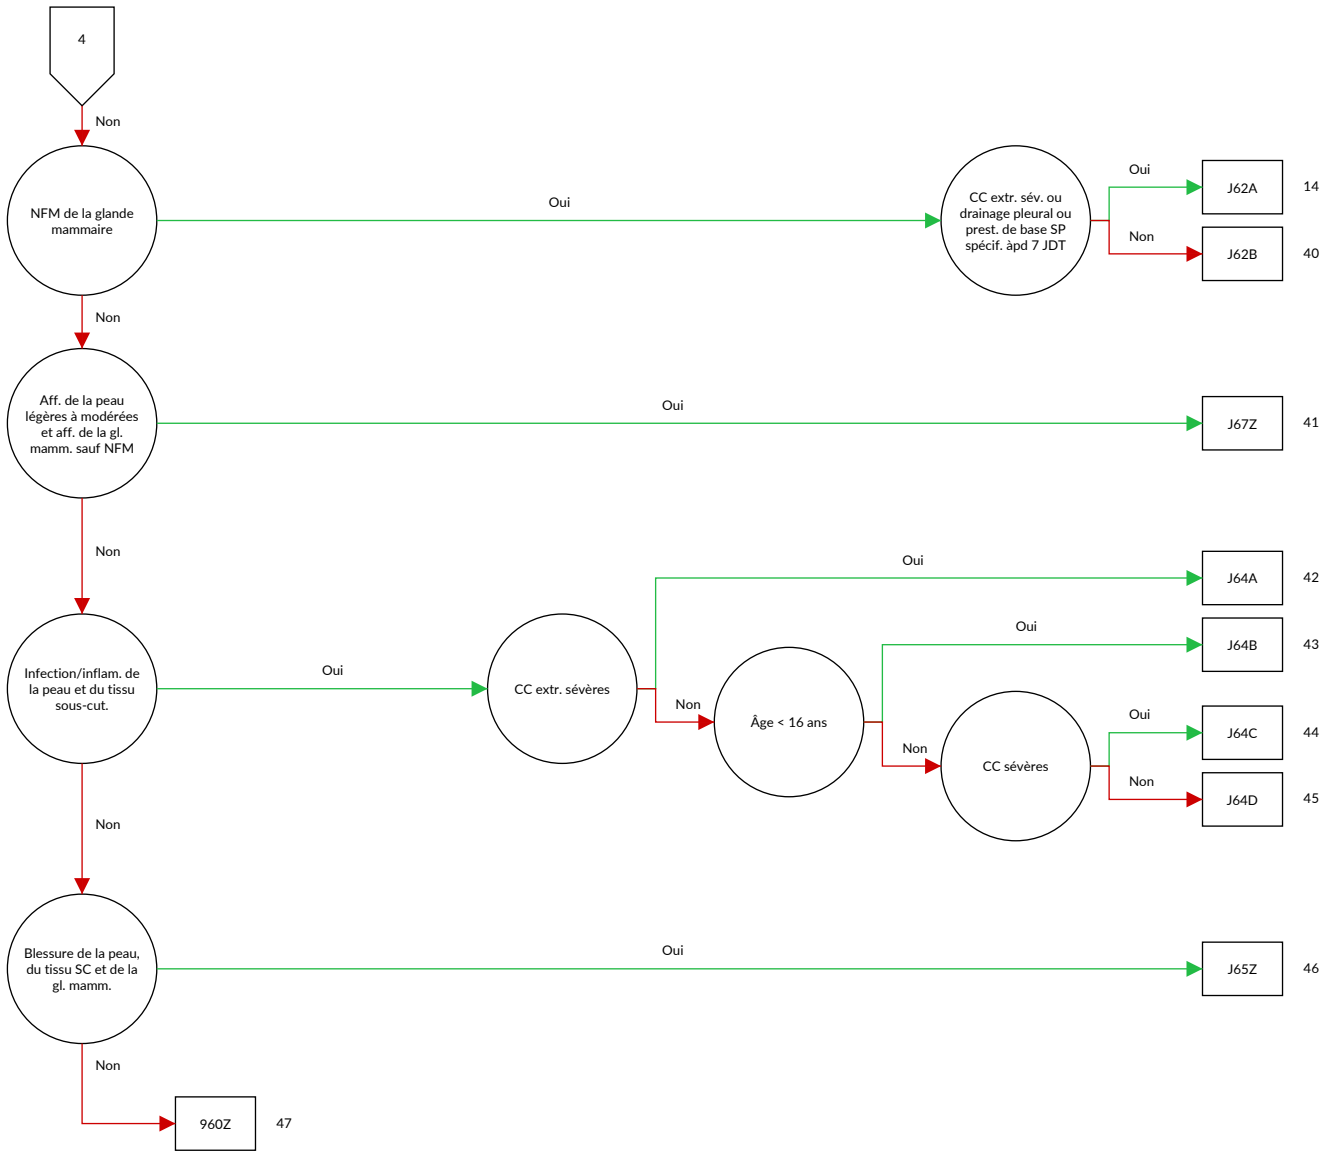 4
Non
NFM de la glande
mammaire
Oui
CC extr. sév. ou
drainage pleural ou
prest. de base SP
spécif. àpd 7 JDT
Oui
J62A
14
Non
J62B
40
Non
Aff. de la peau
légères à modérées
et aff. de la gl.
mamm. sauf NFM
Oui
J67Z
41
Non
Infection/inflam. de
la peau et du tissu
sous-cut.
Oui
CC extr. sévères
Oui
J64A
42
Non
Âge < 16 ans
Oui
J64B
43
Non
CC sévères
Oui
J64C
44
Non
J64D
45
Non
Blessure de la peau,
du tissu SC et de la
gl. mamm.
Oui
J65Z
46
Non
960Z
47